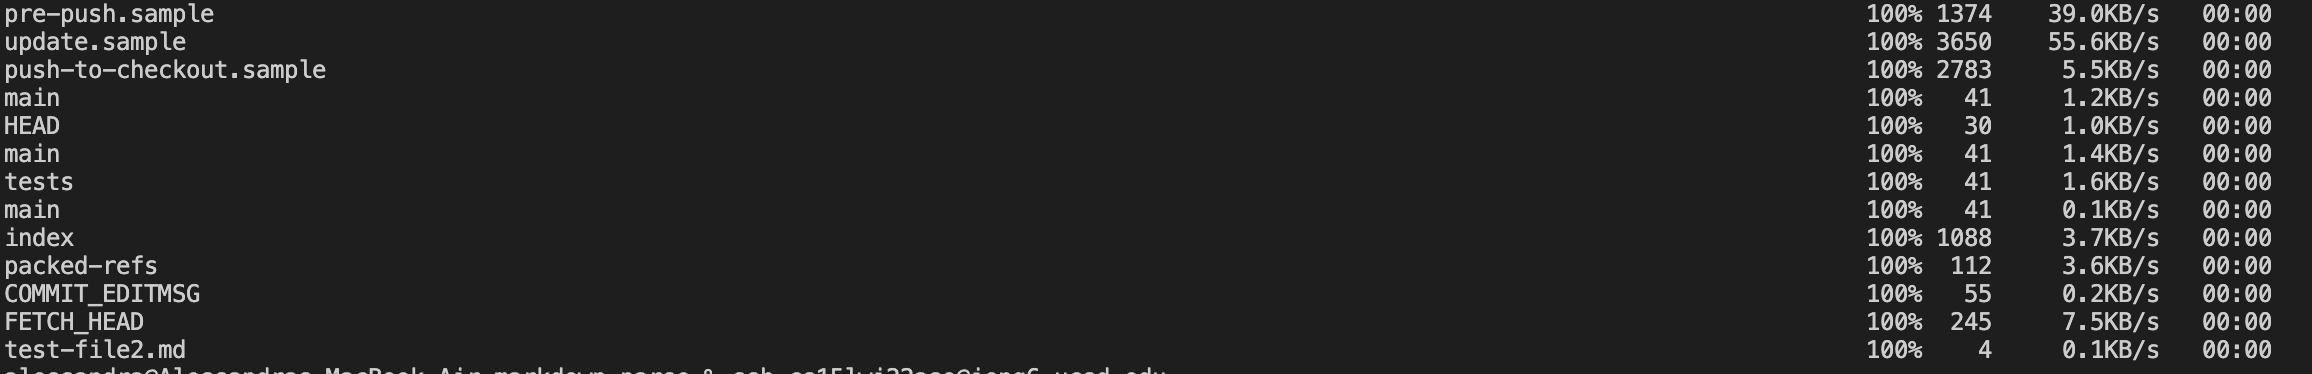 pre-push.sample 100% 1374 39.0KB/s 00:00
update.sample 100% 3650 55.6KB/s 00:00
push-to-checkout.sample 100% 2783 5.5KB/s 00:00
main 100% 41 1.2KB/s 00:00
HEAD 100% 30 1.0KB/s 00:00
main 100% 41 1.4KB/s 00:00
tests 100% 41 1.6KB/s 00:00
main 100% 41 0.1KB/s 00:00
index 100% 1088 3.7KB/s 00:00
packed-refs 100% 112 3.6KB/s 00:00
COMMIT_EDITMSG 100% 55 0.2KB/s 00:00
FETCH_HEAD 100% 245 7.5KB/s 00:00
test-file2.md 100% 4 0.1KB/s 00:00